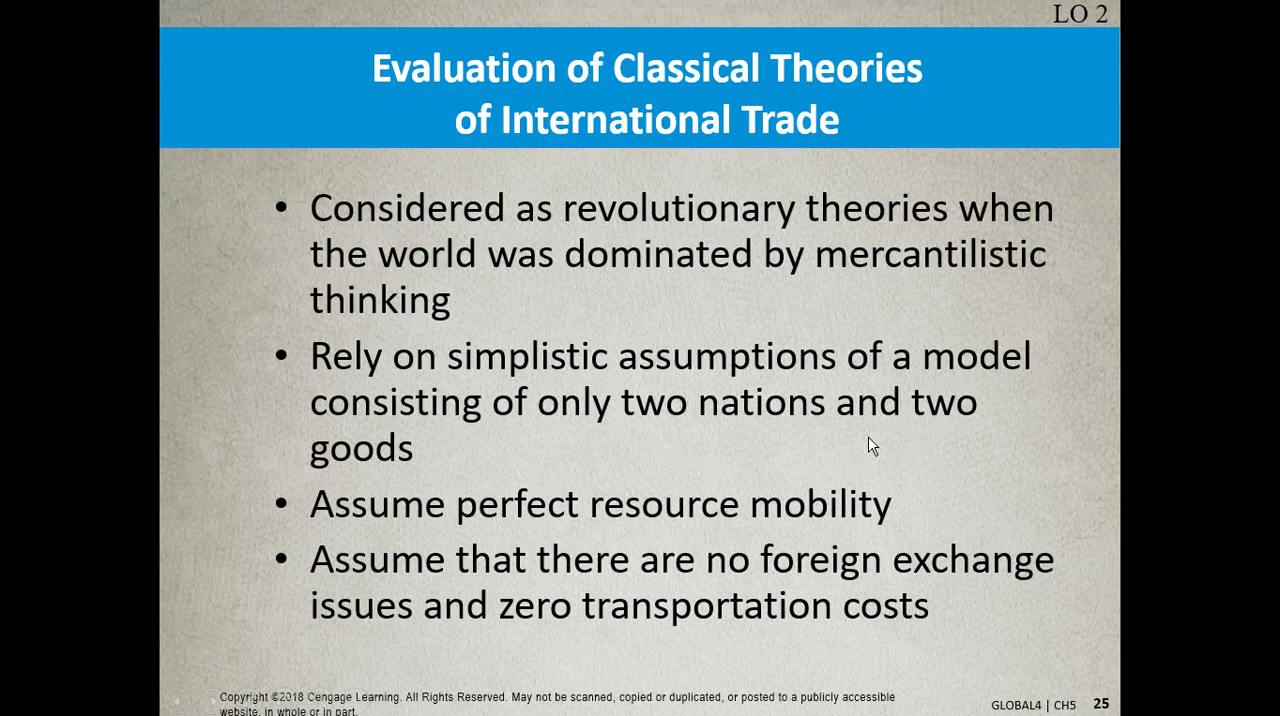 LO 2
Evaluation of Classical Theories
of International Trade
• Considered as revolutionary theories when
the world was dominated by mercantilistic
thinking
• Rely on simplistic assumptions of a model
consisting of only two nations and two
goods
• Assume perfect resource mobility
• Assume that there are no foreign exchange
issues and zero transportation costs
Copyright ©2018 Cengage Learning. All Rights Reserved. May not be scanned, copied or duplicated, or posted to a publicly accessible
website, in whole or in part.
GLOBAL4 | CH5 25